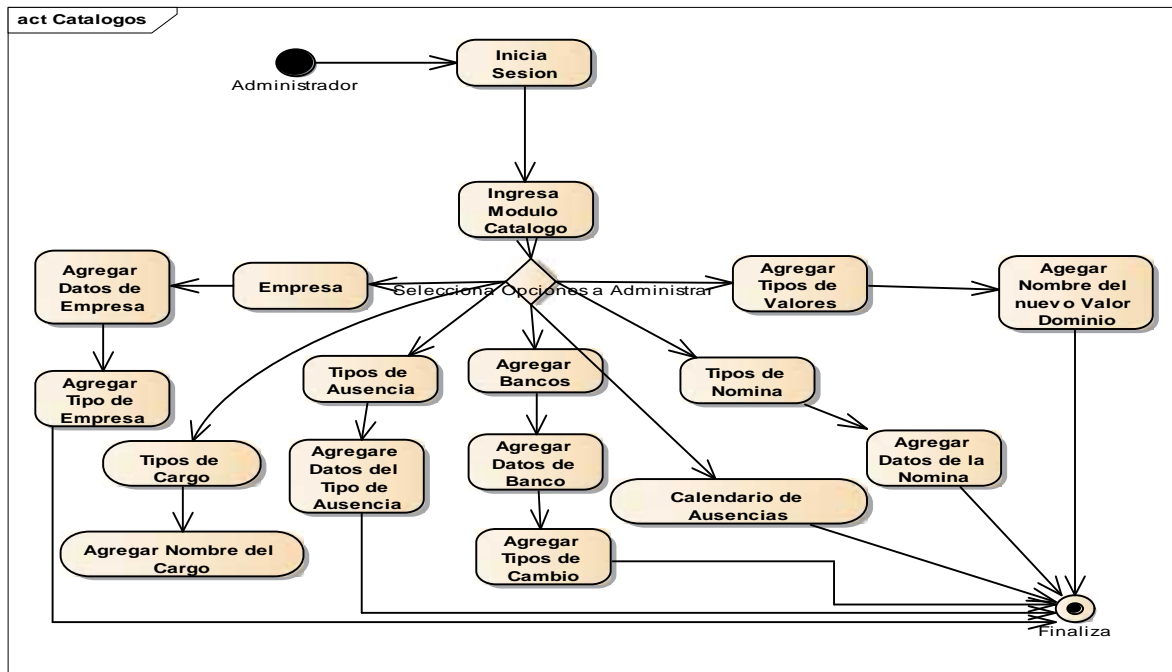 act Catalogos
Inicia
Sesion
Administrador
Ingresa
Modulo
Catalogo
Agregar
Datos de
Empresa
Empresa
Selecciona Opciones a Administrar
Agregar
Tipos de
Valores
Agegar
Nombre del
nuevo Valor
Dominio
Agregar
Tipo de
Empresa
Tipos de
Ausencia
Agregar
Bancos
Tipos de
Nomina
Tipos de
Cargo
Agregare
Datos del
Tipo de
Ausencia
Agregar
Datos de
Banco
Agregar
Datos de la
Nomina
Calendario de
Ausencias
Agregar Nombre del
Cargo
Agregar
Tipos de
Cambio
Finaliza